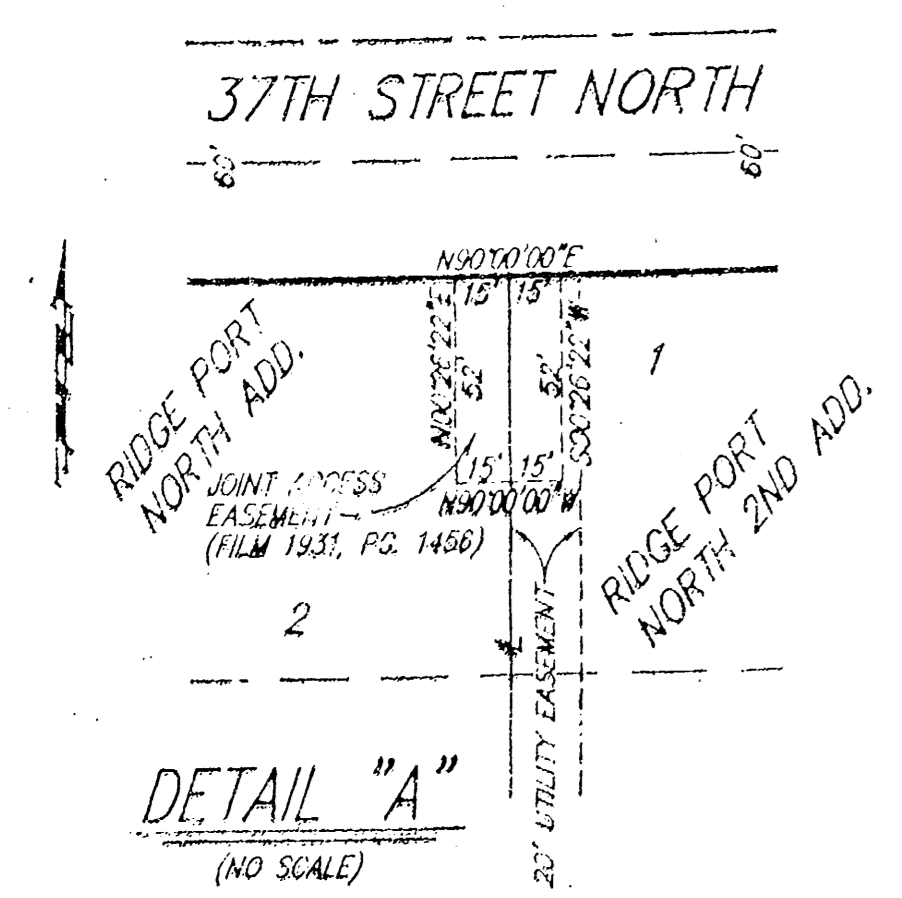 37TH STREET NORTH
60'
60'
N90°00'00"E
15' 15'
N00°26'22"E
52'
52'
S00°26'22"W
1
RIDGE PORT
NORTH ADD.
15' 15'
N90°00'00"W
JOINT ACCESS
EASEMENT
(FILM 1931, PG. 1456)
RIDGE PORT
NORTH 2ND ADD.
2
20' UTILITY EASEMENT
DETAIL "A"
(NO SCALE)